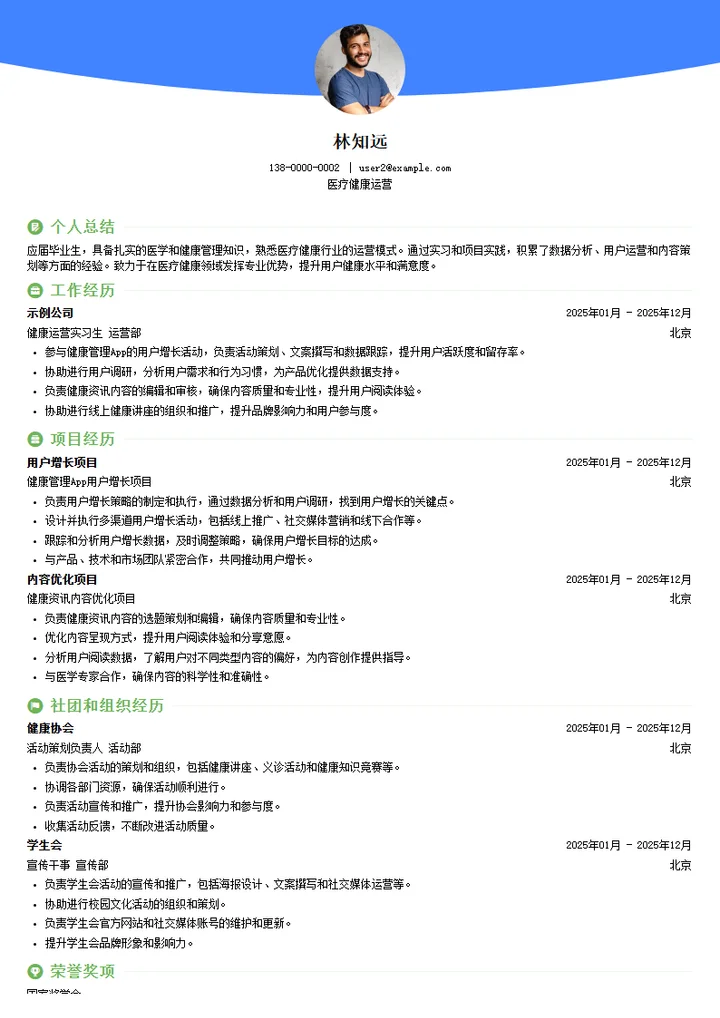 林知远
138-0000-0002 | user2@example.com
医疗健康运营
个人总结
应届毕业生，具备扎实的医学和健康管理知识，熟悉医疗健康行业的运营模式。通过实习和项目实践，积累了数据分析、用户运营和内容策
划等方面的经验。致力于在医疗健康领域发挥专业优势，提升用户健康水平和满意度。
工作经历
示创公司 2025年01月 - 2025年12月
健康运营实习生 运营部 北京
• 参与健康管理App的用户增长活动，负责活动策划、文案撰写和数据跟踪，提升用户活跃度和留存率。
• 协助进行用户调研，分析用户需求和行为习惯，为产品优化提供数据支持。
• 负责健康资讯内容的编辑和审核，确保内容质量和专业性，提升用户阅读体验。
• 协助进行线上健康讲座的组织和推广，提升品牌影响力和用户参与度。
项目经历
用户增长项目 2025年01月 - 2025年12月
健康管理App用户增长项目 北京
• 负责用户增长策略的制定和执行，通过数据分析和用户调研，找到用户增长的关键点。
• 设计并执行多渠道用户增长活动，包括线上推广、社交媒体营销和线下合作等。
• 跟踪和分析用户增长数据，及时调整策略，确保用户增长目标的达成。
• 与产品、技术和市场团队紧密合作，共同推动用户增长。
内容优化项目 2025年01月 - 2025年12月
健康资讯内容优化项目 北京
• 负责健康资讯内容的选题策划和编辑，确保内容质量和专业性。
• 优化内容呈现方式，提升用户阅读体验和分享意愿。
• 分析用户阅读数据，了解用户对不同类型内容的偏好，为内容创作提供指导。
• 与医学专家合作，确保内容的科学性和准确性。
社团和组织经历
健康协会 2025年01月 - 2025年12月
活动策划负责人 活动部 北京
• 负责协会活动的策划和组织，包括健康讲座、义诊活动和健康知识竞赛等。
• 协调各部门资源，确保活动顺利进行。
• 负责活动宣传和推广，提升协会影响力和参与度。
• 收集活动反馈，不断改进活动质量。
学生会 2025年01月 - 2025年12月
宣传干事 宣传部 北京
• 负责学生会活动的宣传和推广，包括海报设计、文案撰写和社交媒体运营等。
• 协助进行校园文化活动的组织和策划。
• 负责学生会官方网站和社交媒体账号的维护和更新。
• 提升学生会品牌形象和影响力。
荣誉奖项
国家奖学金